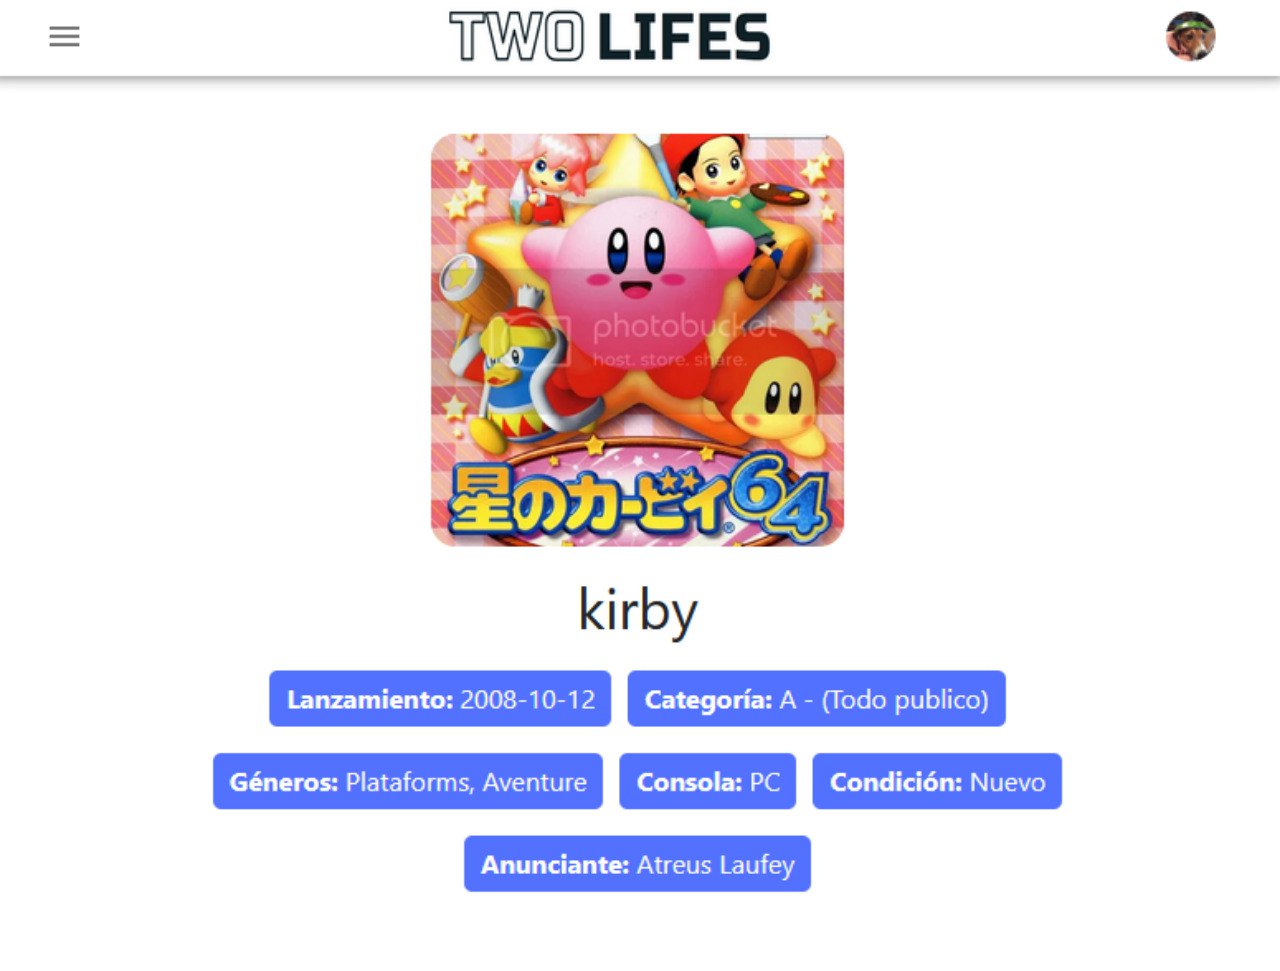 TWO LIFES
photobucket
host. store. share.
星のカービィ64
®
kirby
Lanzamiento: 2008-10-12 Categoría: A - (Todo publico)
Géneros: Plataforms, Aventure Consola: PC Condición: Nuevo
Anunciante: Atreus Laufey